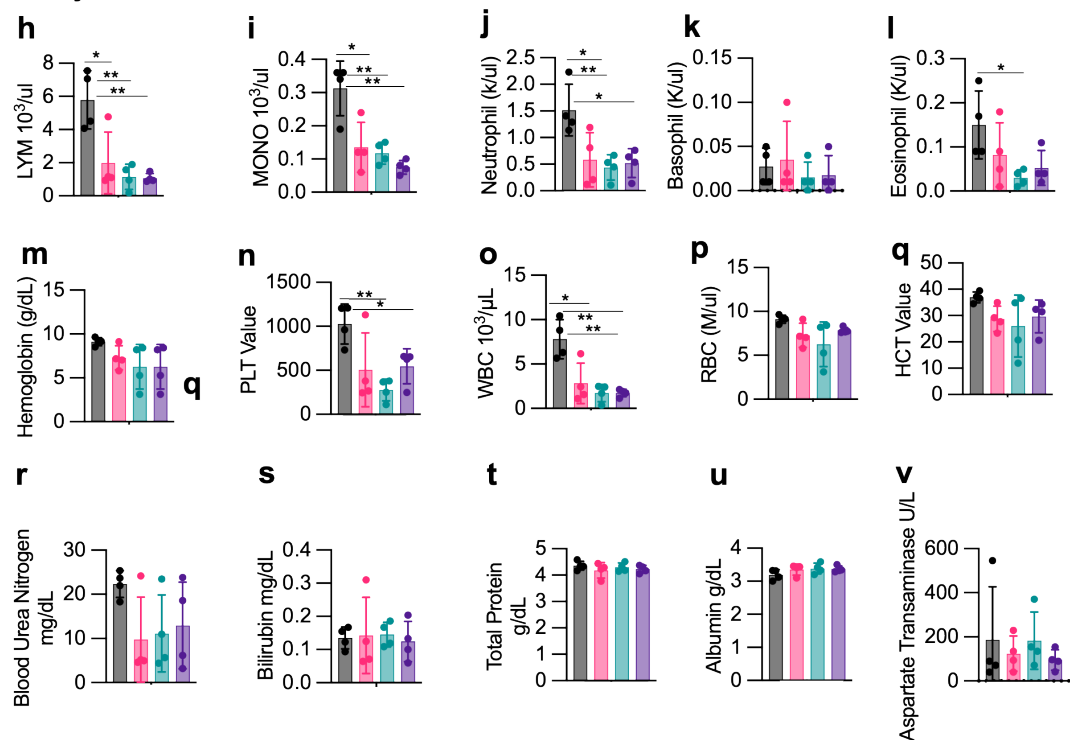 h
LYM 10³/ul
8
6
4
2
0
*
**
**
i
MONO 10³/ul
0.4
0.3
0.2
0.1
0.0
*
**
**
j
Neutrophil (k/ul)
2.5
2.0
1.5
1.0
0.5
0.0
*
**
*
k
Basophil (K/ul)
0.15
0.10
0.05
0.00
l
Eosinophil (K/ul)
0.3
0.2
0.1
0.0
*
m
Hemoglobin (g/dL)
15
10
5
0
q
n
PLT Value
1500
1000
500
0
**
*
o
WBC 10³/µL
15
10
5
0
*
**
**
p
RBC (M/ul)
15
10
5
0
q
HCT Value
50
40
30
20
10
0
r
Blood Urea Nitrogen
mg/dL
30
20
10
0
s
Bilirubin mg/dL
0.4
0.3
0.2
0.1
0.0
t
Total Protein
g/dL
5
4
3
2
1
0
u
Albumin g/dL
4
3
2
1
0
v
Aspartate Transaminase U/L
600
400
200
0